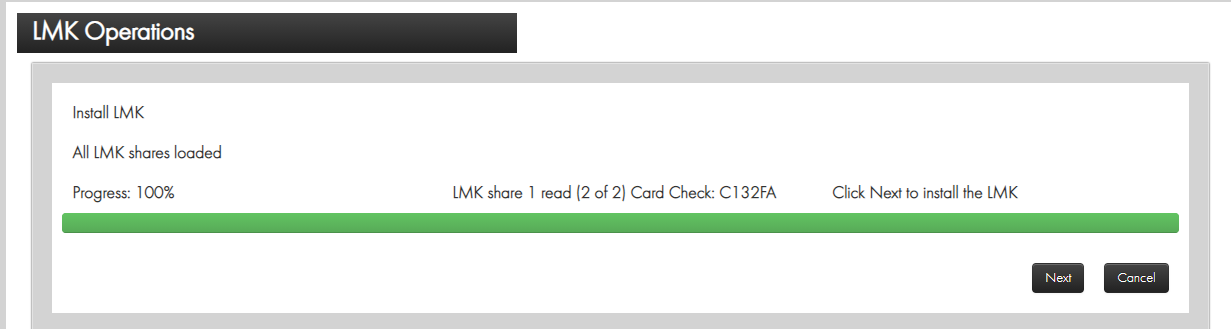 LMK Operations
Install LMK
All LMK shares loaded
Progress: 100% LMK share 1 read (2 of 2) Card Check: C132FA Click Next to install the LMK
Next Cancel